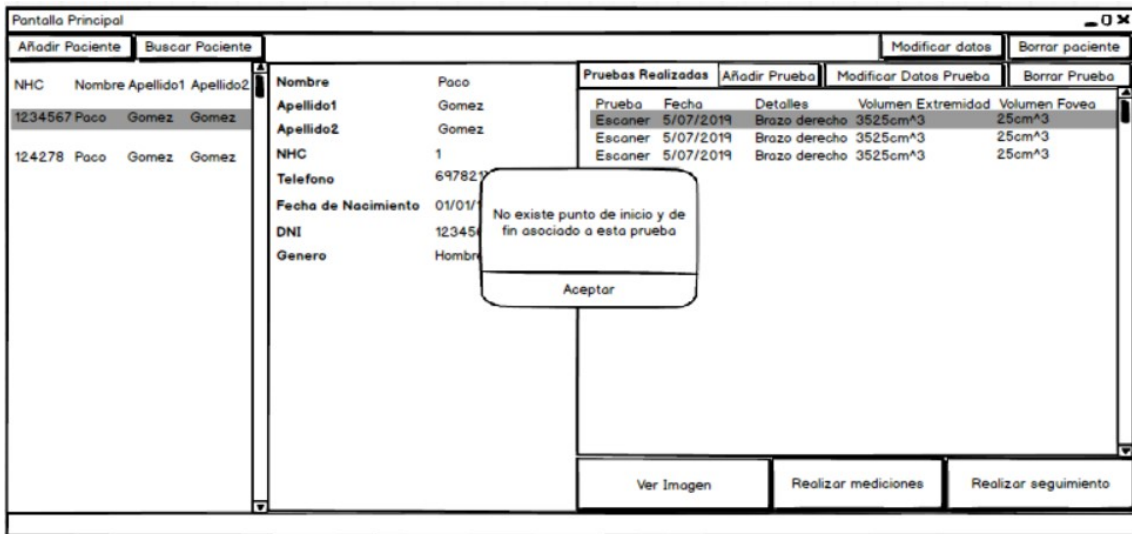 Pantalla Principal
Añadir Paciente Buscar Paciente Modificar datos Borrar paciente
NHC Nombre Apellido1 Apellido2
1234567 Paco Gomez Gomez
124278 Paco Gomez Gomez
Nombre Paco
Apellido1 Gomez
Apellido2 Gomez
NHC 1
Telefono
Fecha de Nacimiento 01/01/
DNI
Genero
Pruebas Realizadas Añadir Prueba Modificar Datos Prueba Borrar Prueba
Prueba Fecha Detalles Volumen Extremidad Volumen Fovea
Escaner 5/07/2019 Brazo derecho 3525cm^3 25cm^3
Escaner 5/07/2019 Brazo derecho 3525cm^3 25cm^3
Escaner 5/07/2019 Brazo derecho 3525cm^3 25cm^3
No existe punto de inicio y de
fin asociado a esta prueba
Aceptar
Ver Imagen Realizar mediciones Realizar seguimiento